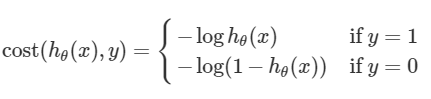 cost(hθ(x), y) = { − log hθ(x) if y = 1
− log(1 − hθ(x)) if y = 0